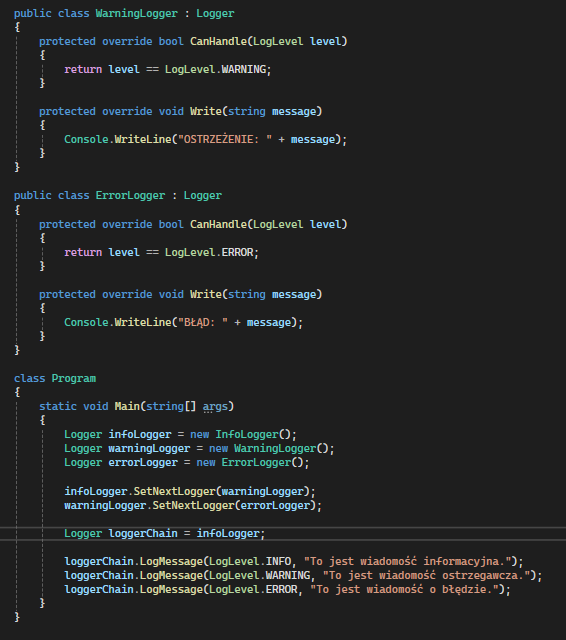 public class WarningLogger : Logger
{
    protected override bool CanHandle(LogLevel level)
    {
        return level == LogLevel.WARNING;
    }

    protected override void Write(string message)
    {
        Console.WriteLine("OSTRZEŻENIE: " + message);
    }
}

public class ErrorLogger : Logger
{
    protected override bool CanHandle(LogLevel level)
    {
        return level == LogLevel.ERROR;
    }

    protected override void Write(string message)
    {
        Console.WriteLine("BŁĄD: " + message);
    }
}

class Program
{
    static void Main(string[] args)
    {
        Logger infoLogger = new InfoLogger();
        Logger warningLogger = new WarningLogger();
        Logger errorLogger = new ErrorLogger();

        infoLogger.SetNextLogger(warningLogger);
        warningLogger.SetNextLogger(errorLogger);

        Logger loggerChain = infoLogger;

        loggerChain.LogMessage(LogLevel.INFO, "To jest wiadomość informacyjna.");
        loggerChain.LogMessage(LogLevel.WARNING, "To jest wiadomość ostrzegawcza.");
        loggerChain.LogMessage(LogLevel.ERROR, "To jest wiadomość o błędzie.");
    }
}